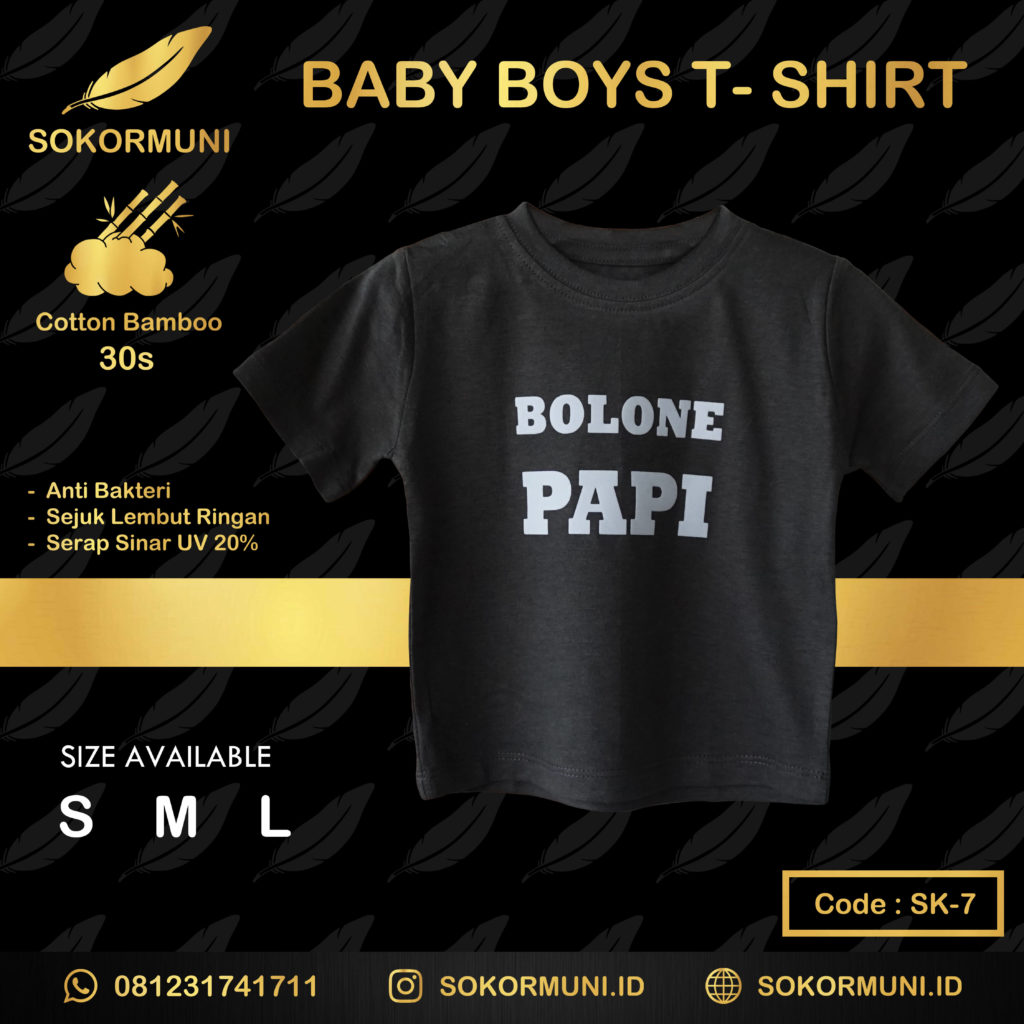 SOKORMUNI
BABY BOYS T- SHIRT
Cotton Bamboo
30s
BOLONE
PAPI
- Anti Bakteri
- Sejuk Lembut Ringan
- Serap Sinar UV 20%
SIZE AVAILABLE
S M L
Code : SK-7
081231741711
SOKORMUNI.ID
SOKORMUNI.ID